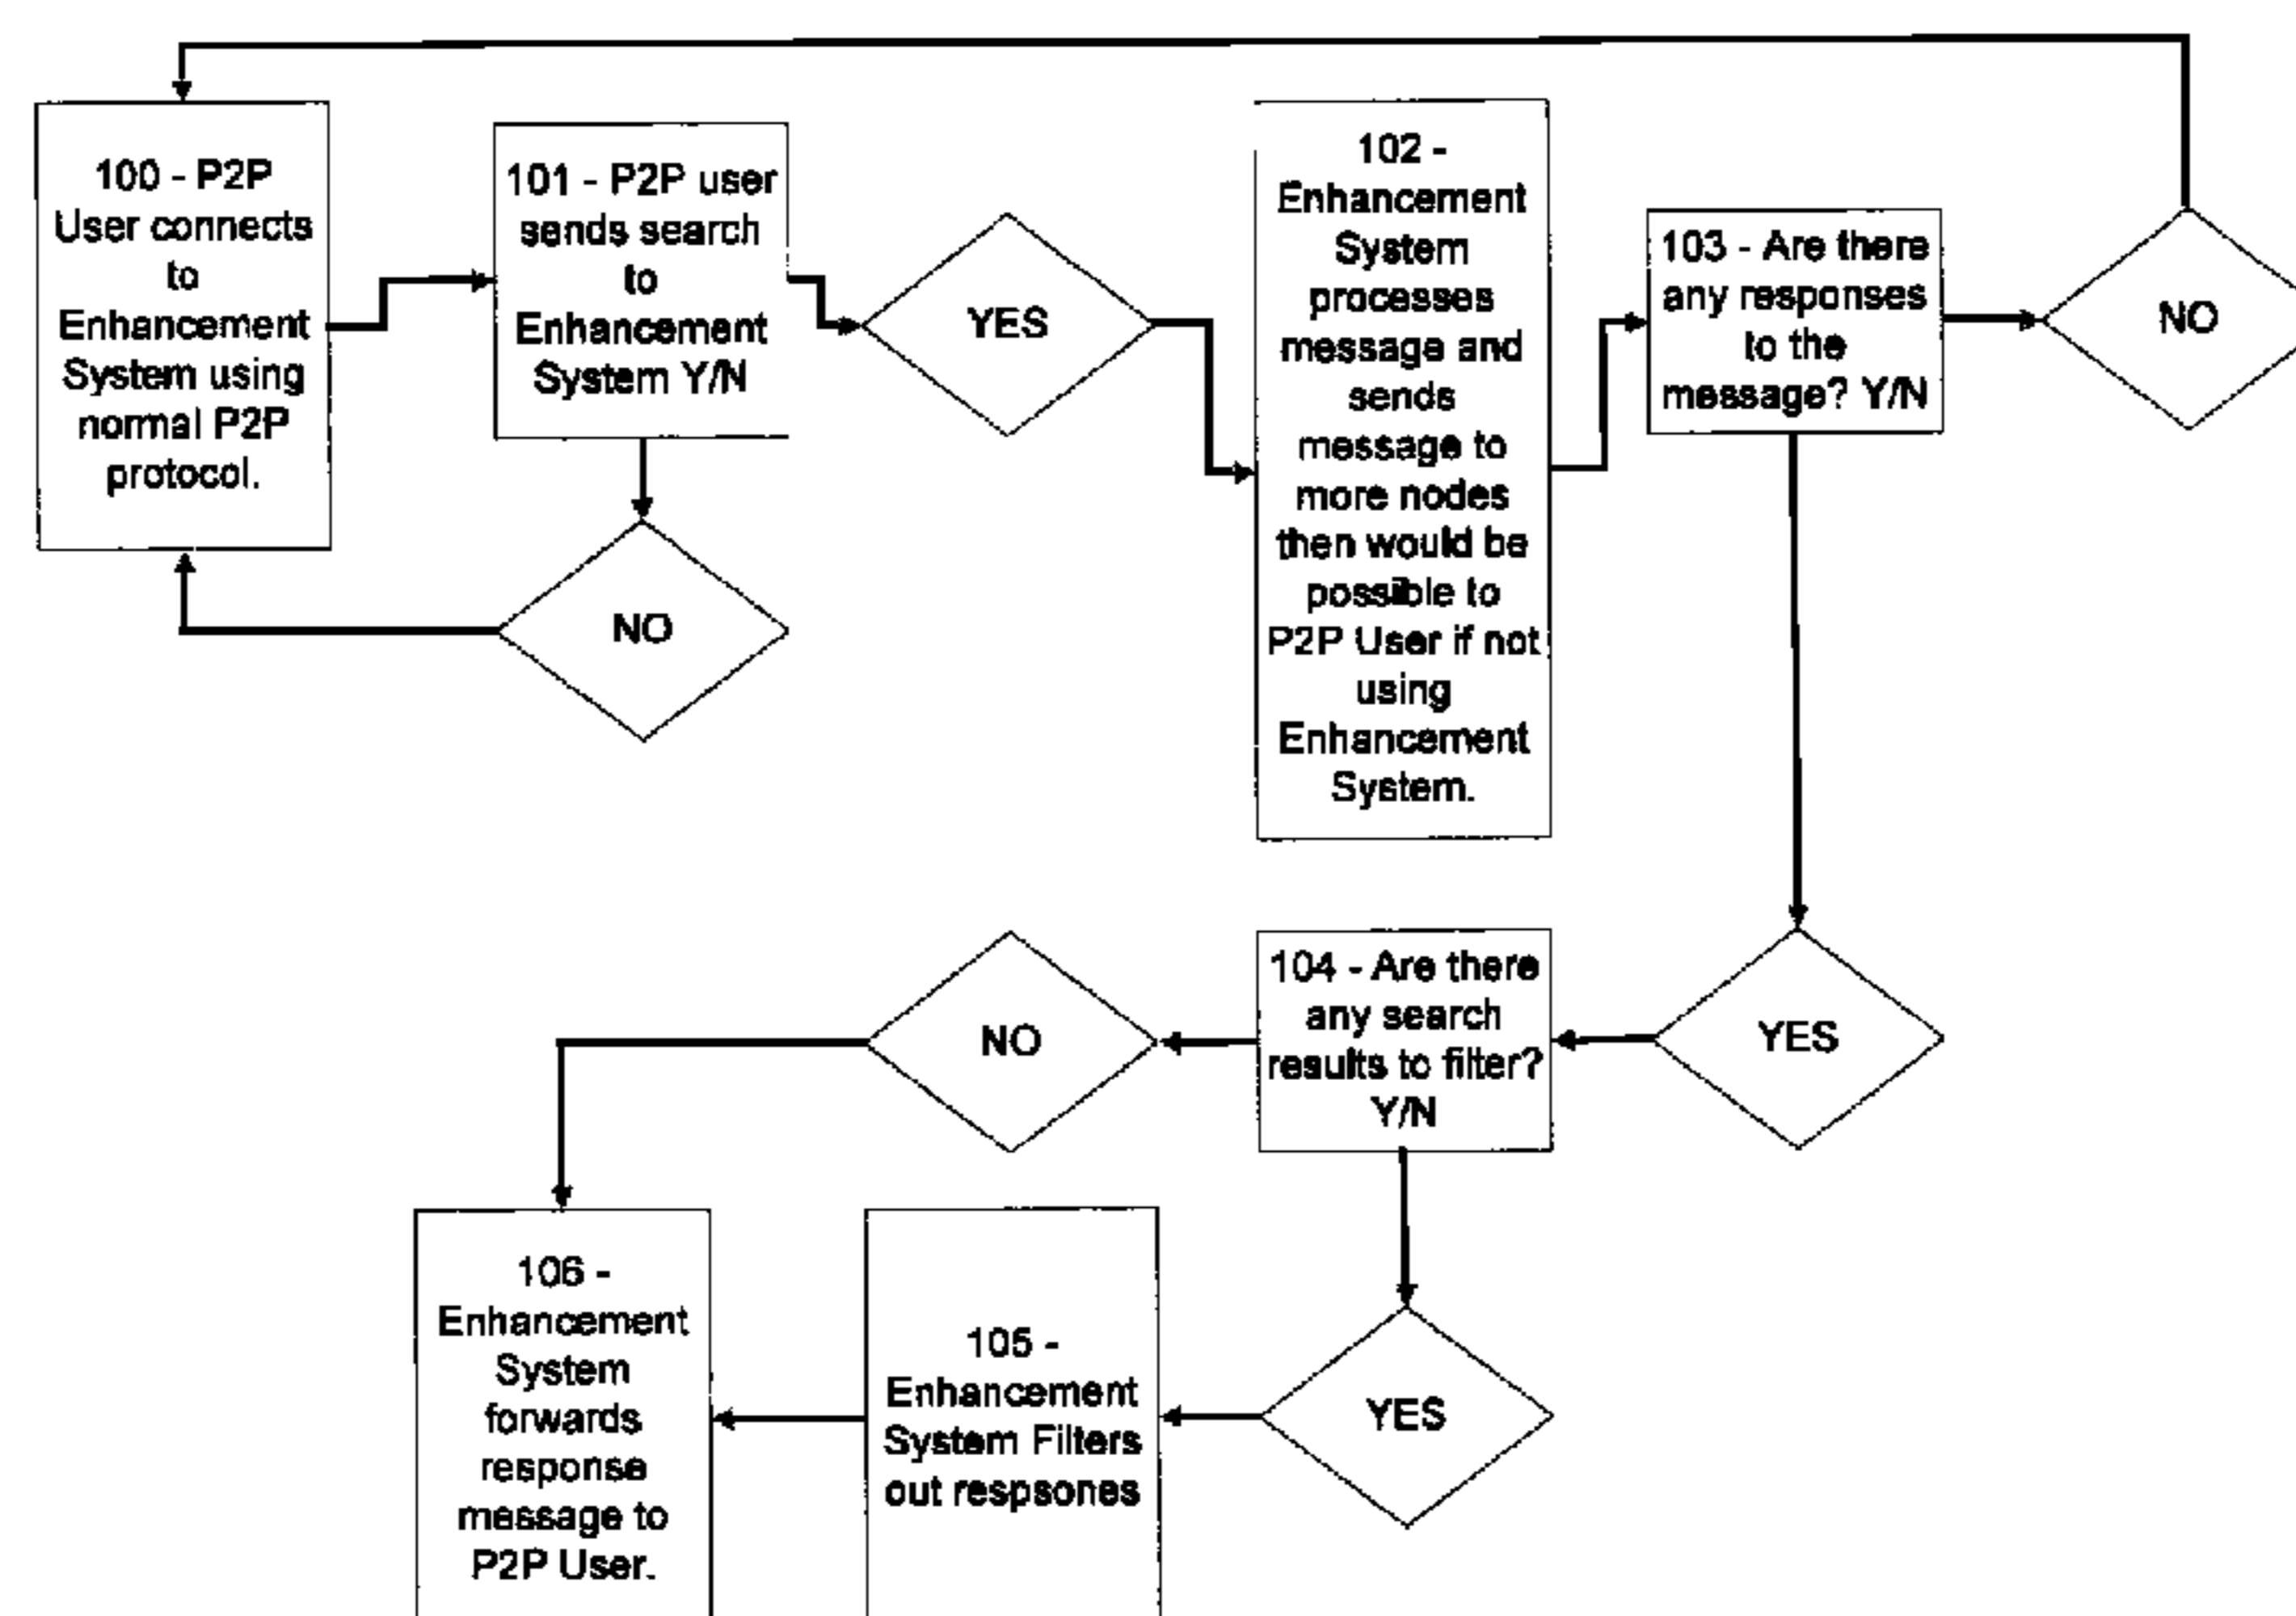 100 - P2P
User connects
to
Enhancement
System using
normal P2P
protocol.
101 - P2P user
sends search
to
Enhancement
System Y/N
YES
NO
102 -
Enhancement
System
processes
message and
sends
message to
more nodes
then would be
possible to
P2P User if not
using
Enhancement
System.
103 - Are there
any responses
to the
message? Y/N
NO
YES
104 - Are there
any search
results to filter?
Y/N
NO
YES
105 -
Enhancement
System Filters
out respsones
106 -
Enhancement
System
forwards
response
message to
P2P User.